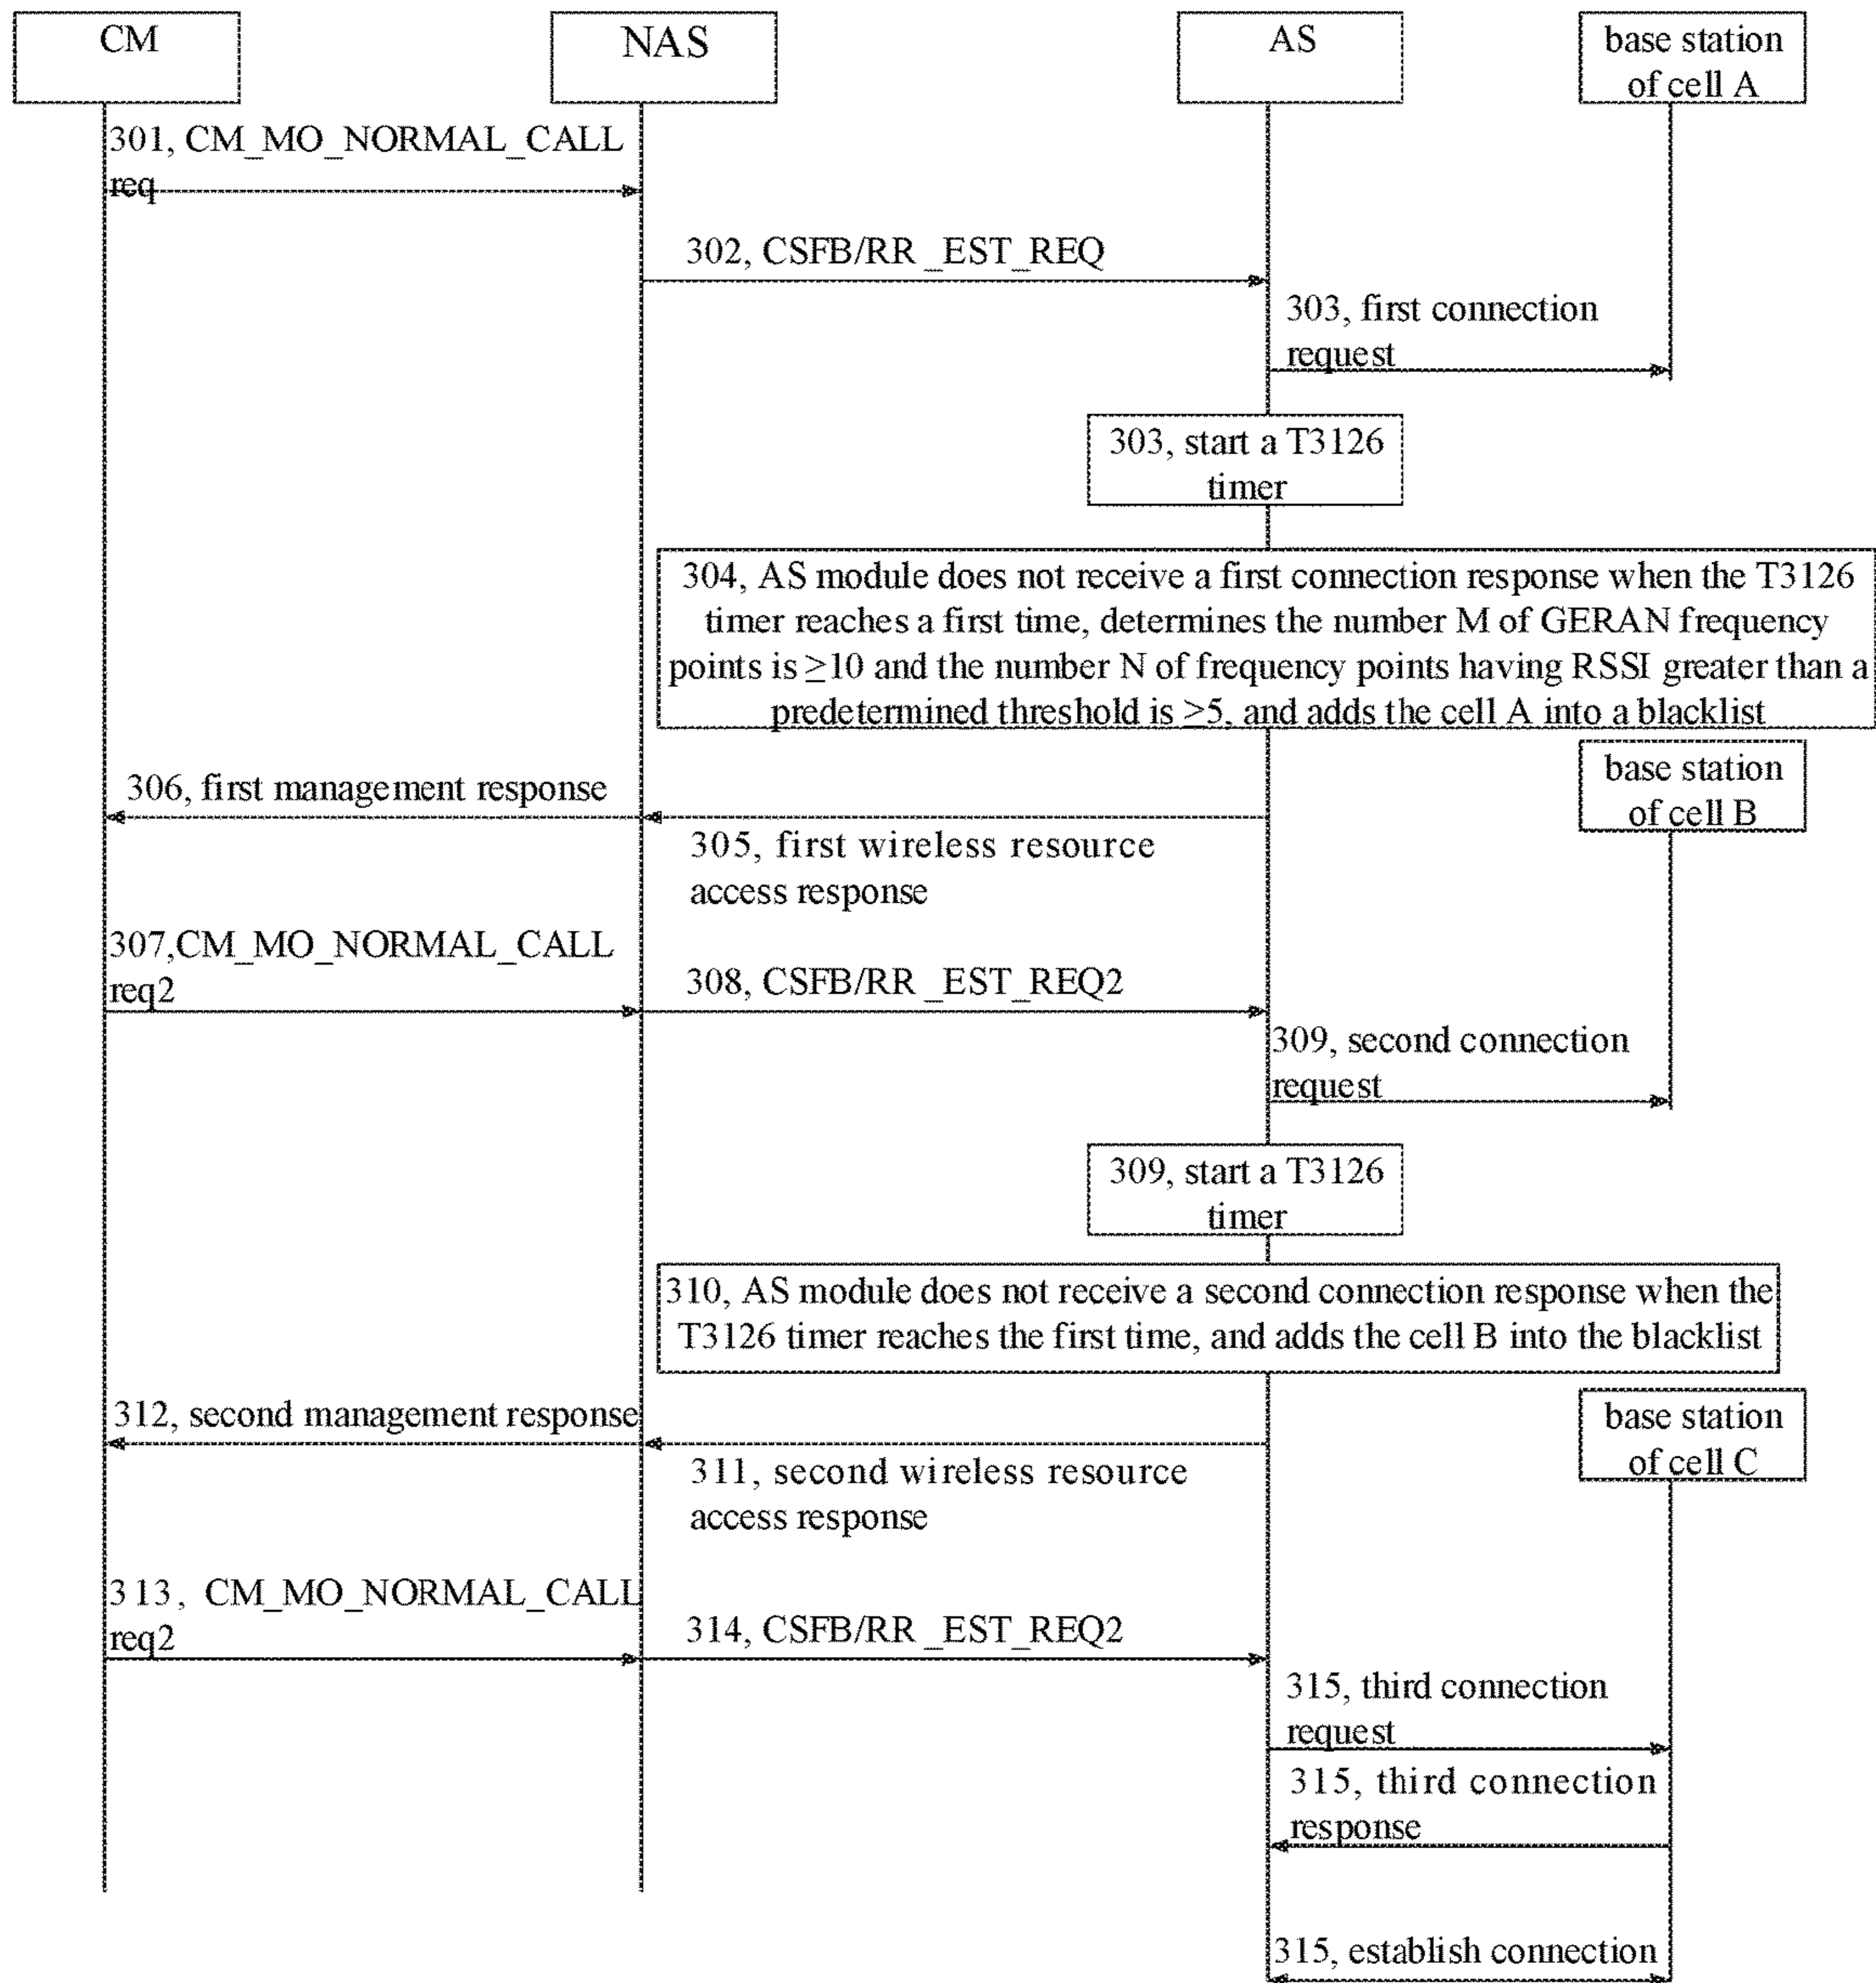 CM
NAS
AS
base station
of cell A
301, CM_MO_NORMAL_CALL
req
302, CSFB/RR _EST_REQ
303, first connection
request
303, start a T3126
timer
304, AS module does not receive a first connection response when the T3126
timer reaches a first time, determines the number M of GERAN frequency
points is ≥10 and the number N of frequency points having RSSI greater than a
predetermined threshold is ≥5, and adds the cell A into a blacklist
base station
of cell B
306, first management response
305, first wireless resource
access response
307,CM_MO_NORMAL_CALL
req2
308, CSFB/RR _EST_REQ2
309, second connection
request
309, start a T3126
timer
310, AS module does not receive a second connection response when the
T3126 timer reaches the first time, and adds the cell B into the blacklist
base station
of cell C
312, second management response
311, second wireless resource
access response
313, CM_MO_NORMAL_CALL
req2
314, CSFB/RR _EST_REQ2
315, third connection
request
315, third connection
response
315, establish connection